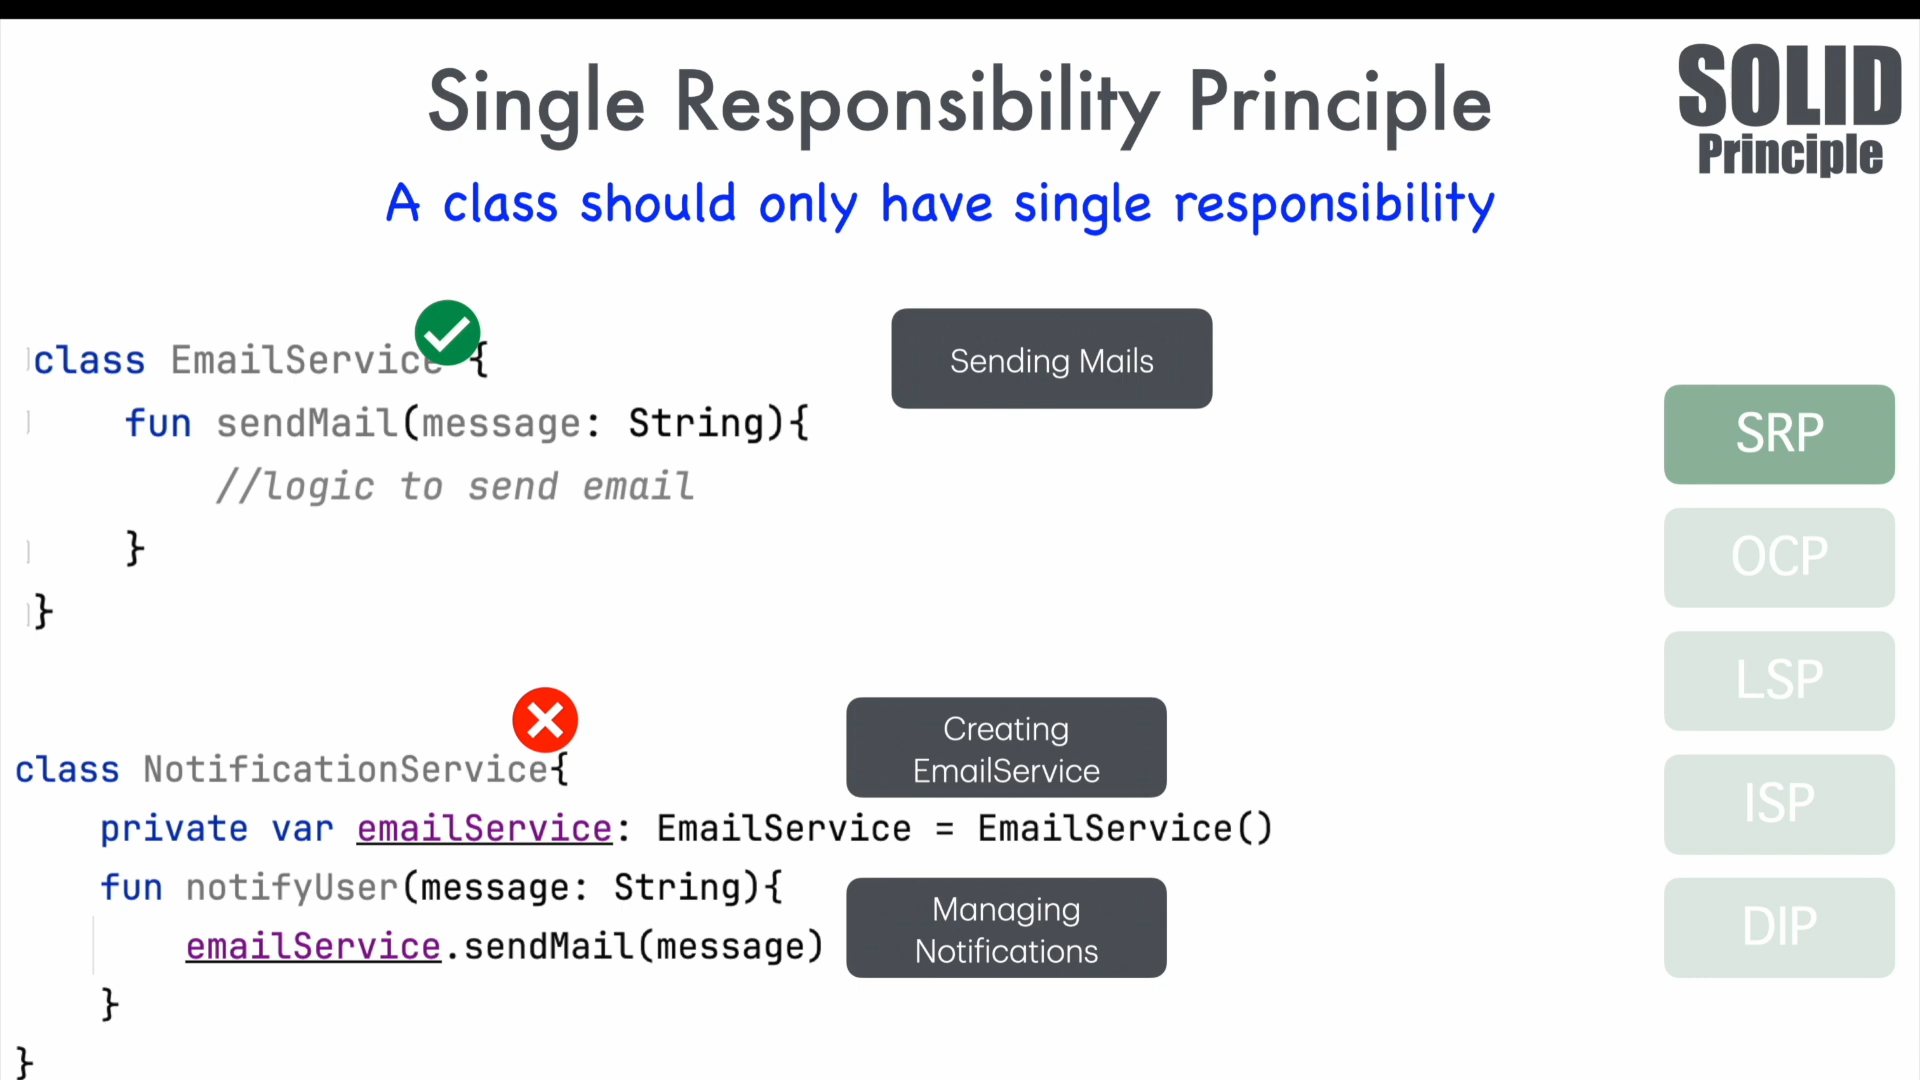 Single Responsibility Principle
SOLID
Principle
A class should only have single responsibility
class EmailService {
fun sendMail(message: String){
//logic to send email
}
}
Sending Mails
class NotificationService{
private var emailService: EmailService = EmailService()
fun notifyUser(message: String){
emailService.sendMail(message)
}
}
Creating
EmailService
Managing
Notifications
SRP
OCP
LSP
ISP
DIP